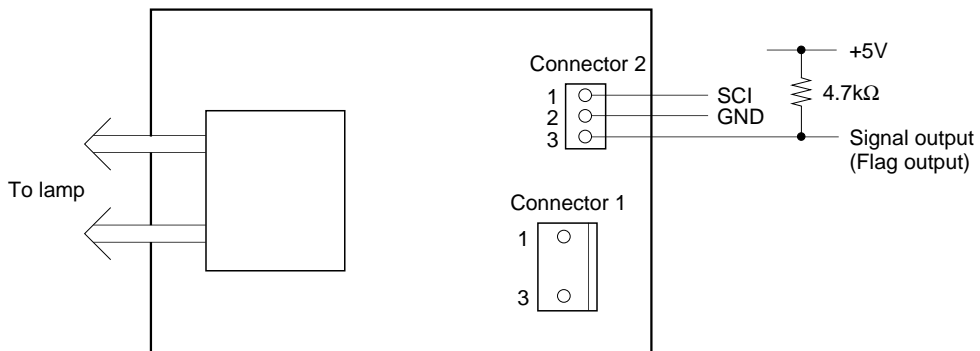 To lamp
Connector 2
1
2
3
SCI
GND
+5V
4.7kΩ
Signal output
(Flag output)
Connector 1
1
3